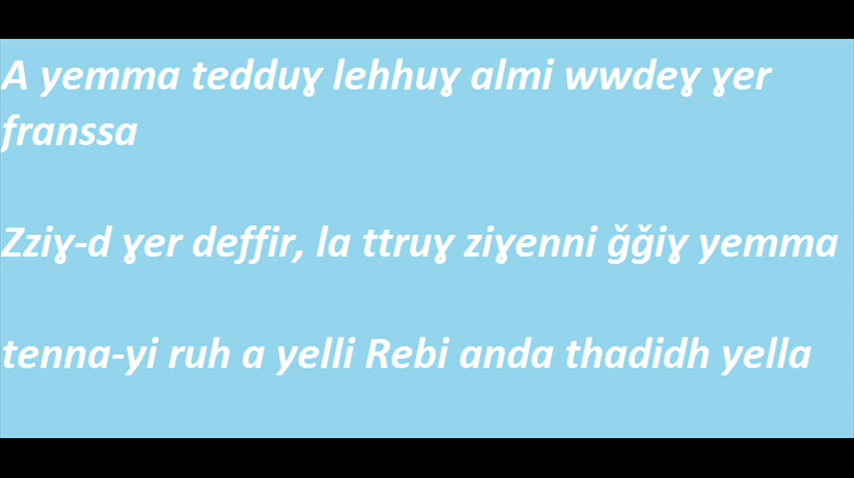 A yemma tedduɣ lehhuɣ almi wwdeɣ ɣer
franssa
Zziɣ-d ɣer deffir, la ttruɣ ziɣenni ǧǧiɣ yemma
tenna-yi ruh a yelli Rebi anda thadidh yella